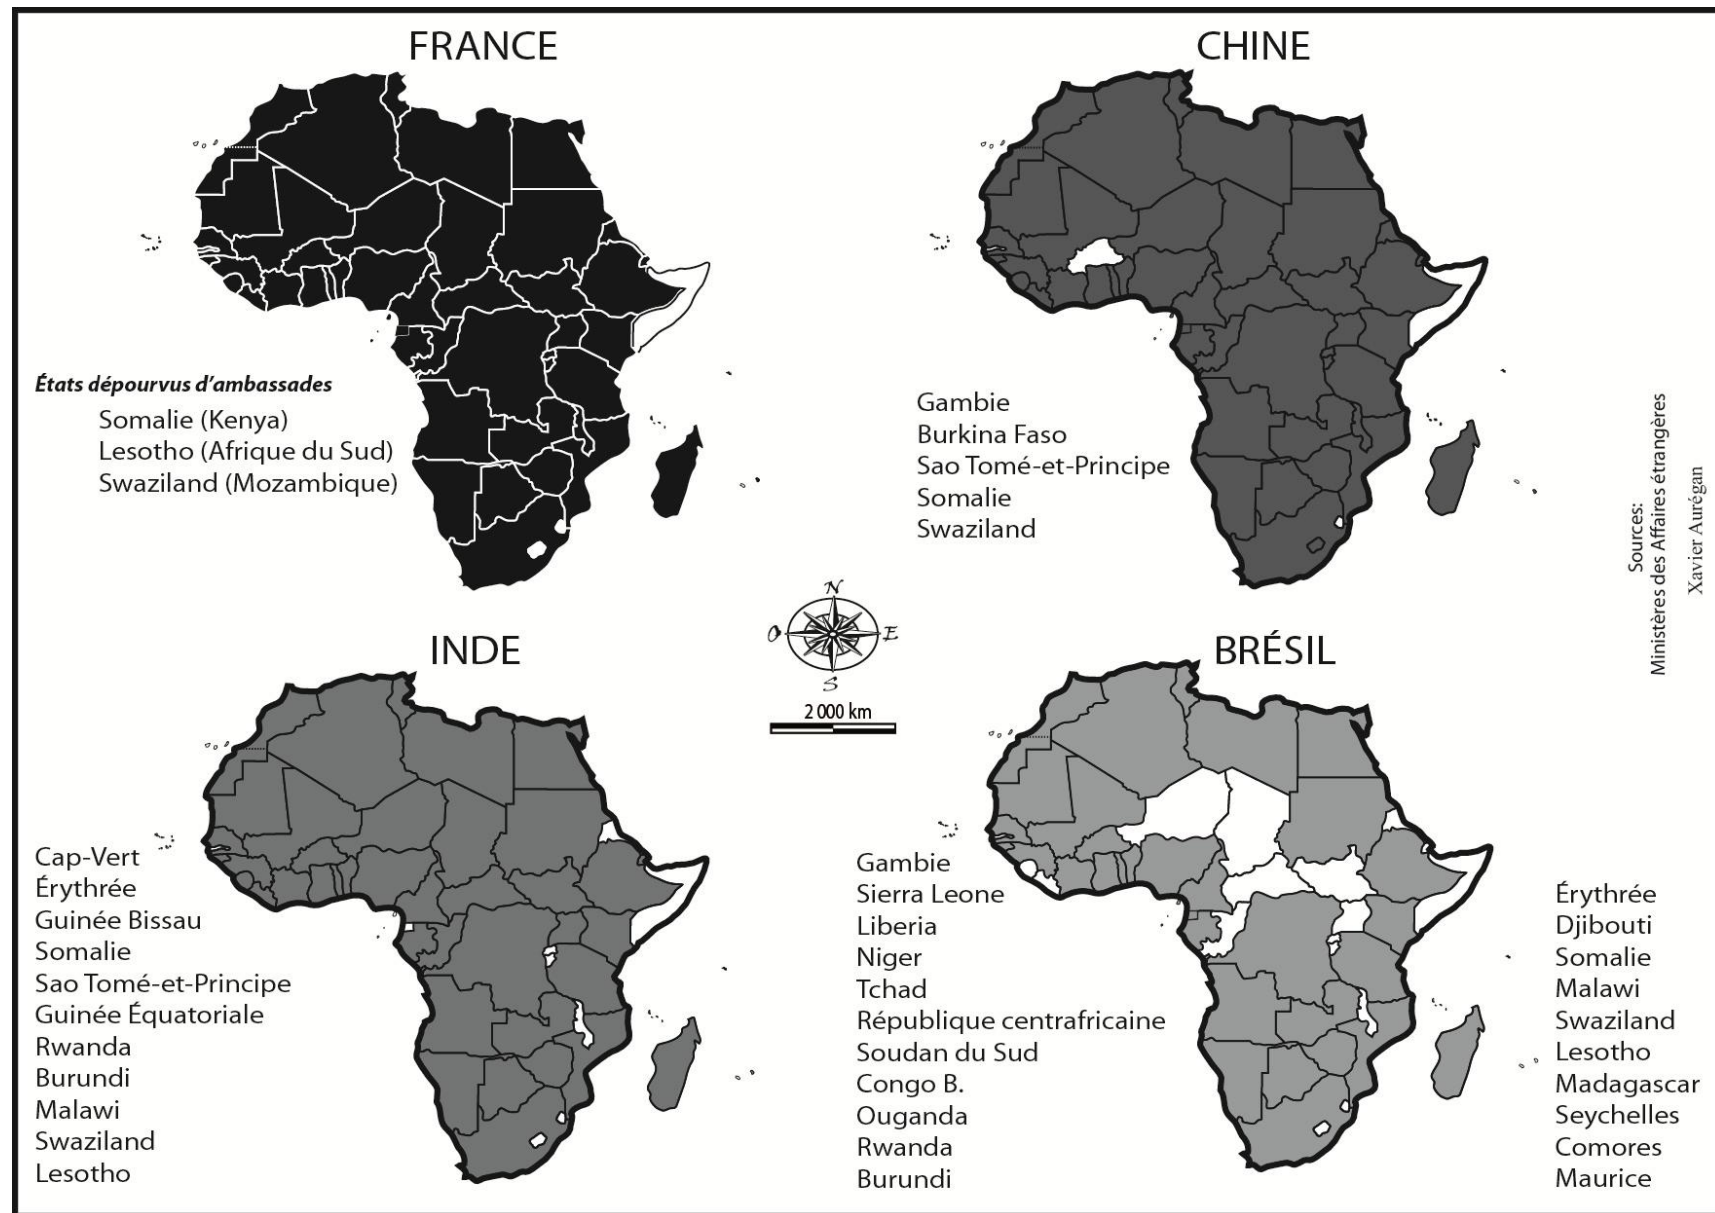 FRANCE
États dépourvus d'ambassades
Somalie (Kenya)
Lesotho (Afrique du Sud)
Swaziland (Mozambique)
CHINE
Gambie
Burkina Faso
Sao Tomé-et-Principe
Somalie
Swaziland
Sources:
Ministères des Affaires étrangères
Xavier Aurégan
N
O
E
S
2 000 km
INDE
Cap-Vert
Érythrée
Guinée Bissau
Somalie
Sao Tomé-et-Principe
Guinée Équatoriale
Rwanda
Burundi
Malawi
Swaziland
Lesotho
BRÉSIL
Gambie
Sierra Leone
Liberia
Niger
Tchad
République centrafricaine
Soudan du Sud
Congo B.
Ouganda
Rwanda
Burundi
Érythrée
Djibouti
Somalie
Malawi
Swaziland
Lesotho
Madagascar
Seychelles
Comores
Maurice